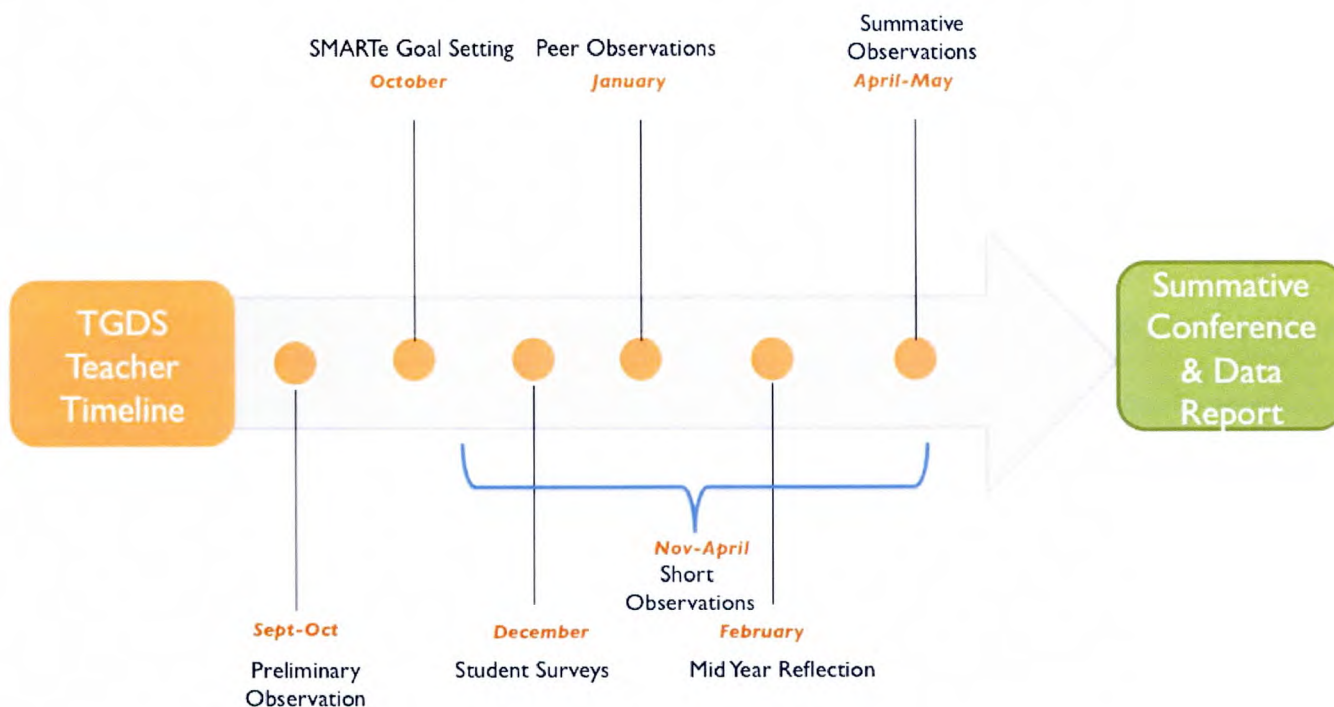 SMARTe Goal Setting
October
Peer Observations
January
Summative
Observations
April-May
TGDS
Teacher
Timeline
Summative
Conference
& Data
Report
Nov-April
Short
Observations
Sept-Oct
Preliminary
Observation
December
Student Surveys
February
Mid Year Reflection